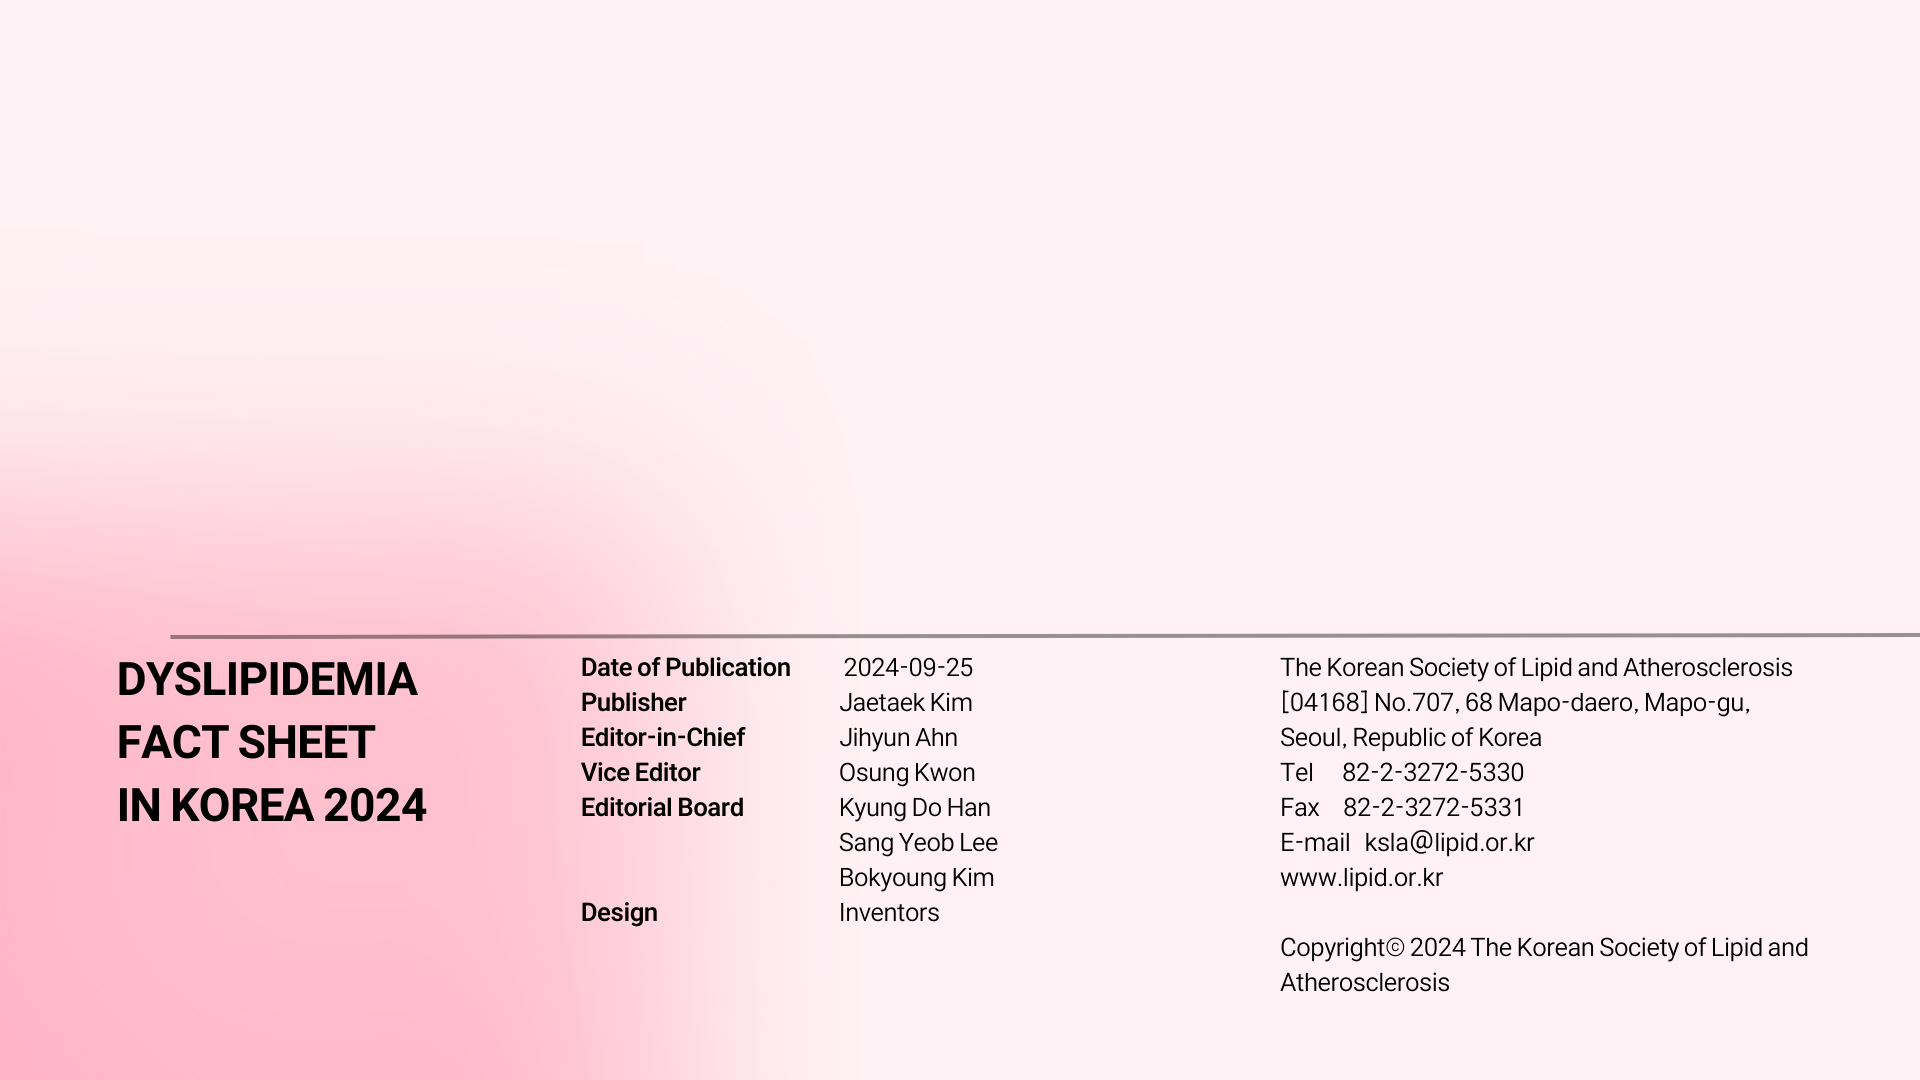 DYSLIPIDEMIA
FACT SHEET
IN KOREA 2024
Date of Publication 2024-09-25
Publisher Jaetaek Kim
Editor-in-Chief Jihyun Ahn
Vice Editor Osung Kwon
Editorial Board Kyung Do Han
Sang Yeob Lee
Bokyoung Kim
Design Inventors
The Korean Society of Lipid and Atherosclerosis
[04168] No.707, 68 Mapo-daero, Mapo-gu,
Seoul, Republic of Korea
Tel 82-2-3272-5330
Fax 82-2-3272-5331
E-mail ksla@lipid.or.kr
www.lipid.or.kr
Copyright© 2024 The Korean Society of Lipid and
Atherosclerosis